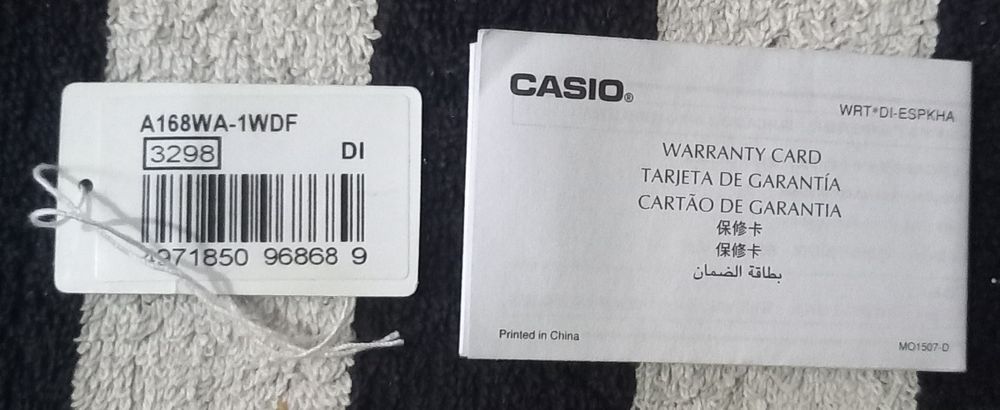 A168WA-1WDF
3298
DI
4971850 96868 9
CASIO®
WRT*DI-ESPKHA
WARRANTY CARD
TARJETA DE GARANTÍA
CARTÃO DE GARANTIA
保修卡
保修卡
بطاقة الضمان
Printed in China
MO1507-D